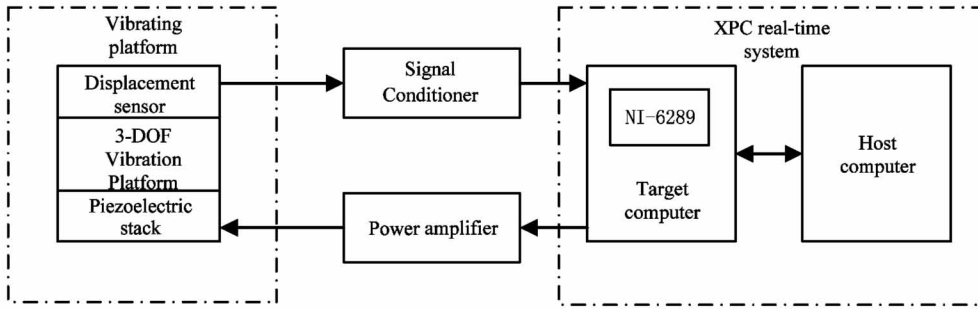 Vibrating
platform
Displacement
sensor
3-DOF
Vibration
Platform
Piezoelectric
stack
Signal
Conditioner
Power amplifier
XPC real-time
system
NI-6289
Target
computer
Host
computer